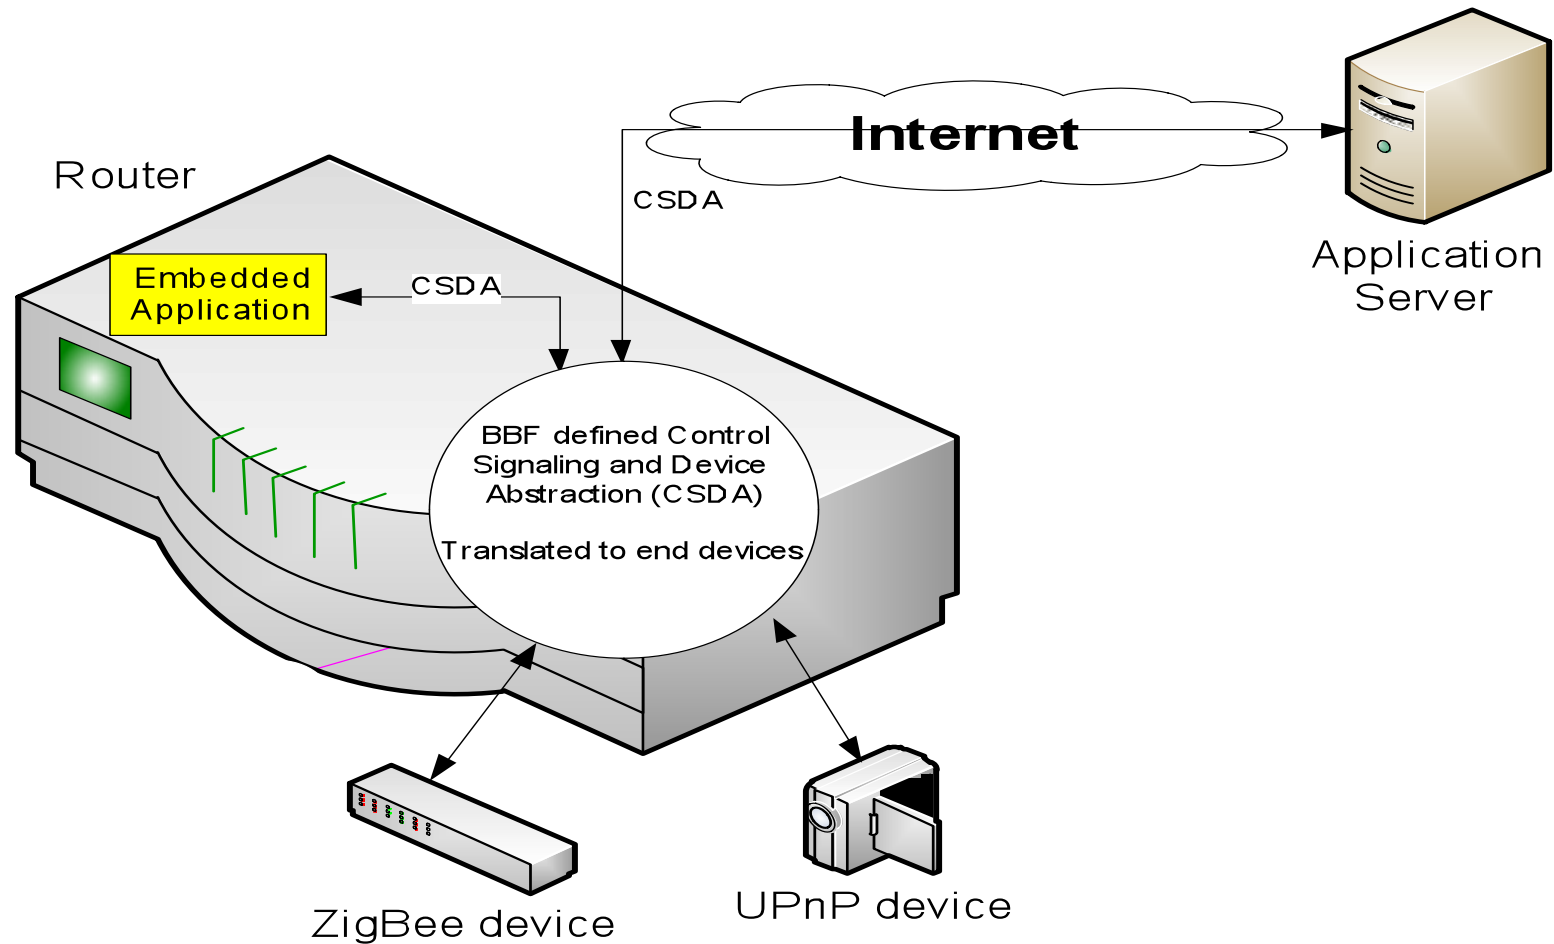 Internet
Router
CSDA
Application
Server
Embedded
Application
CSDA
BBF defined Control
Signaling and Device
Abstraction (CSDA)
Translated to end devices
ZigBee device
UPnP device